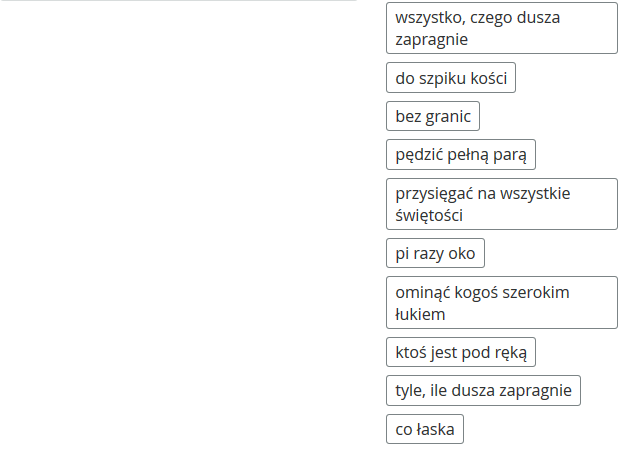 wszystko, czego dusza
zapragnie
do szpiku kości
bez granic
pędzić pełną parą
przysięgać na wszystkie
świętości
pi razy oko
ominąć kogoś szerokim
łukiem
ktoś jest pod ręką
tyle, ile dusza zapragnie
co łaska